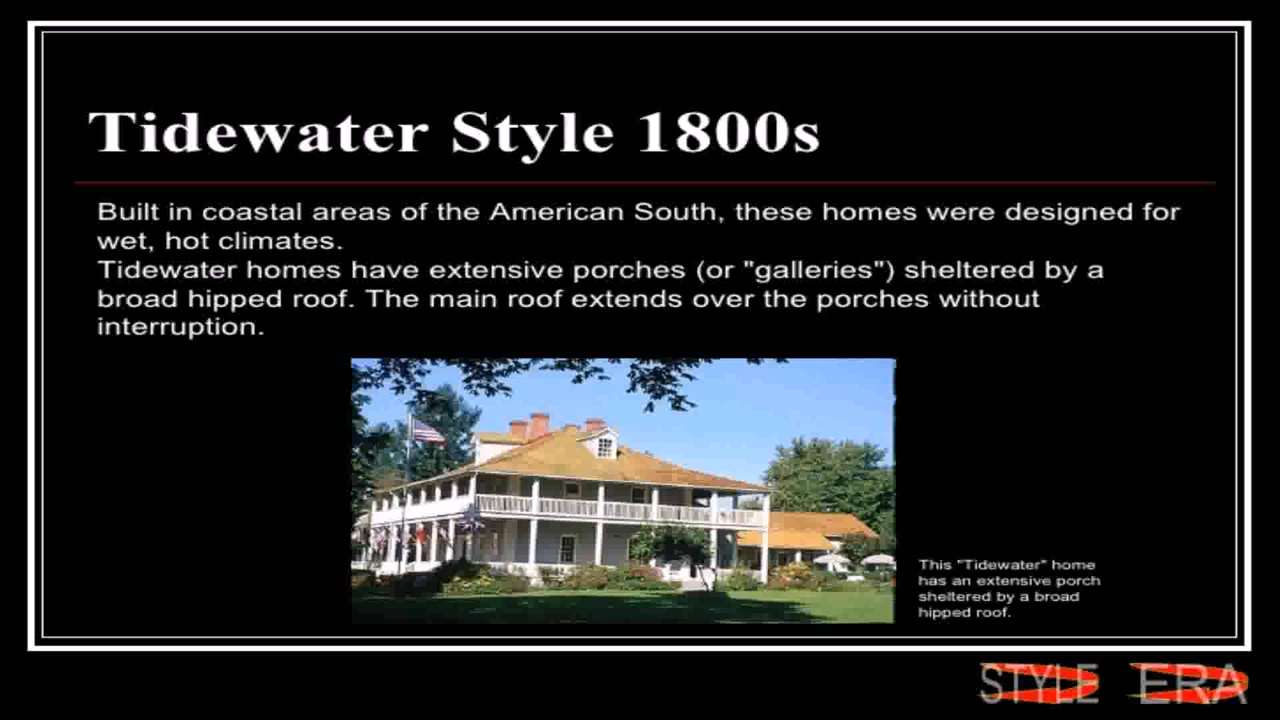 Tidewater Style 1800s
Built in coastal areas of the American South, these homes were designed for
wet, hot climates.
Tidewater homes have extensive porches (or "galleries") sheltered by a
broad hipped roof. The main roof extends over the porches without
interruption.
This "Tidewater" home
has an extensive porch
sheltered by a broad
hipped roof.
STYLE ERA